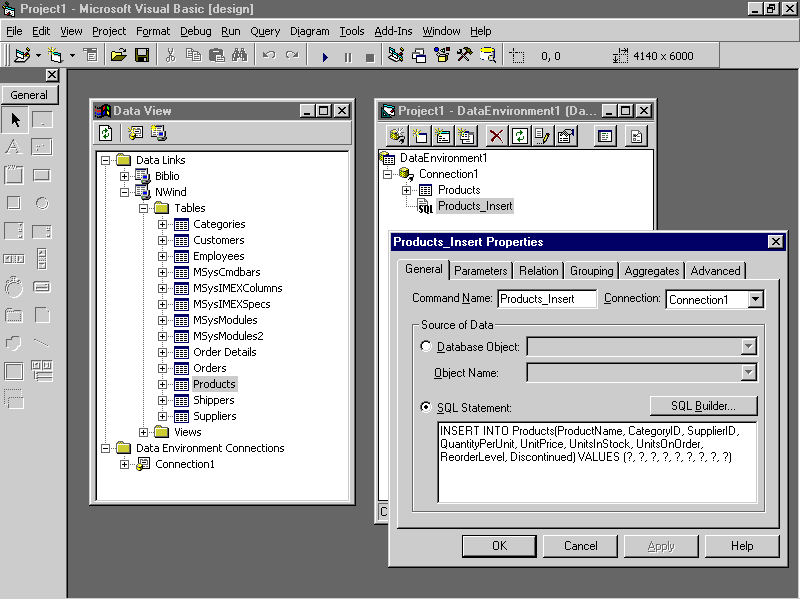 Project1 - Microsoft Visual Basic [design]
File Edit View Project Format Debug Run Query Diagram Tools Add-Ins Window Help
0, 0 4140 x 6000
General
Data View
Data Links
Biblio
NWind
Tables
Categories
Customers
Employees
MSysCmdbars
MSysIMEXColumns
MSysIMEXSpecs
MSysModules
MSysModules2
Order Details
Orders
Products
Shippers
Suppliers
Views
Data Environment Connections
Connection1
Project1 - DataEnvironment1 (Da...
DataEnvironment1
Connection1
Products
SQL Products_Insert
C
Products_Insert Properties
General Parameters Relation Grouping Aggregates Advanced
Command Name: Products_Insert Connection: Connection1
Source of Data
Database Object:
Object Name:
SQL Statement: SQL Builder...
INSERT INTO Products(ProductName, CategoryID, SupplierID,
QuantityPerUnit, UnitPrice, UnitsInStock, UnitsOnOrder,
ReorderLevel, Discontinued) VALUES (?, ?, ?, ?, ?, ?, ?, ?, ?)
OK Cancel Apply Help